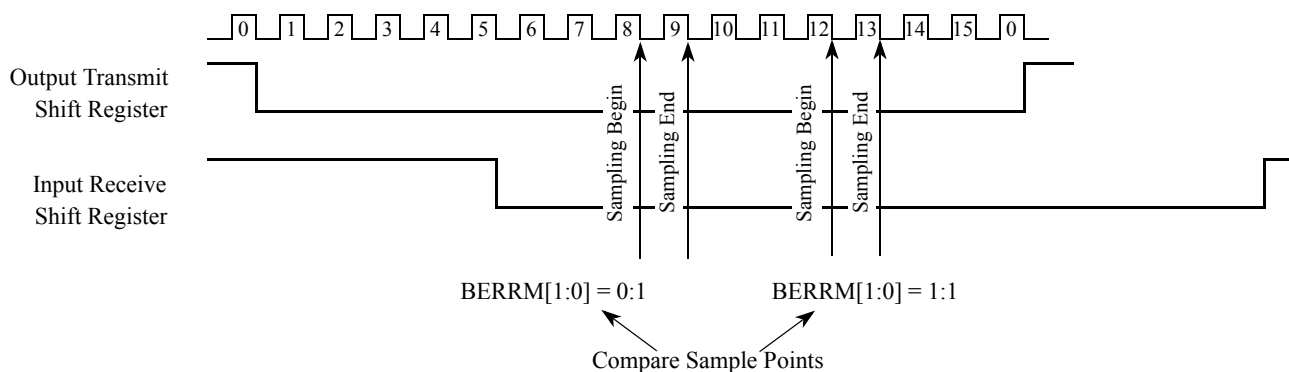 0 1 2 3 4 5 6 7 8 9 10 11 12 13 14 15 0
Output Transmit
Shift Register
Input Receive
Shift Register
Sampling Begin
Sampling End
Sampling Begin
Sampling End
BERRM[1:0] = 0:1
BERRM[1:0] = 1:1
Compare Sample Points